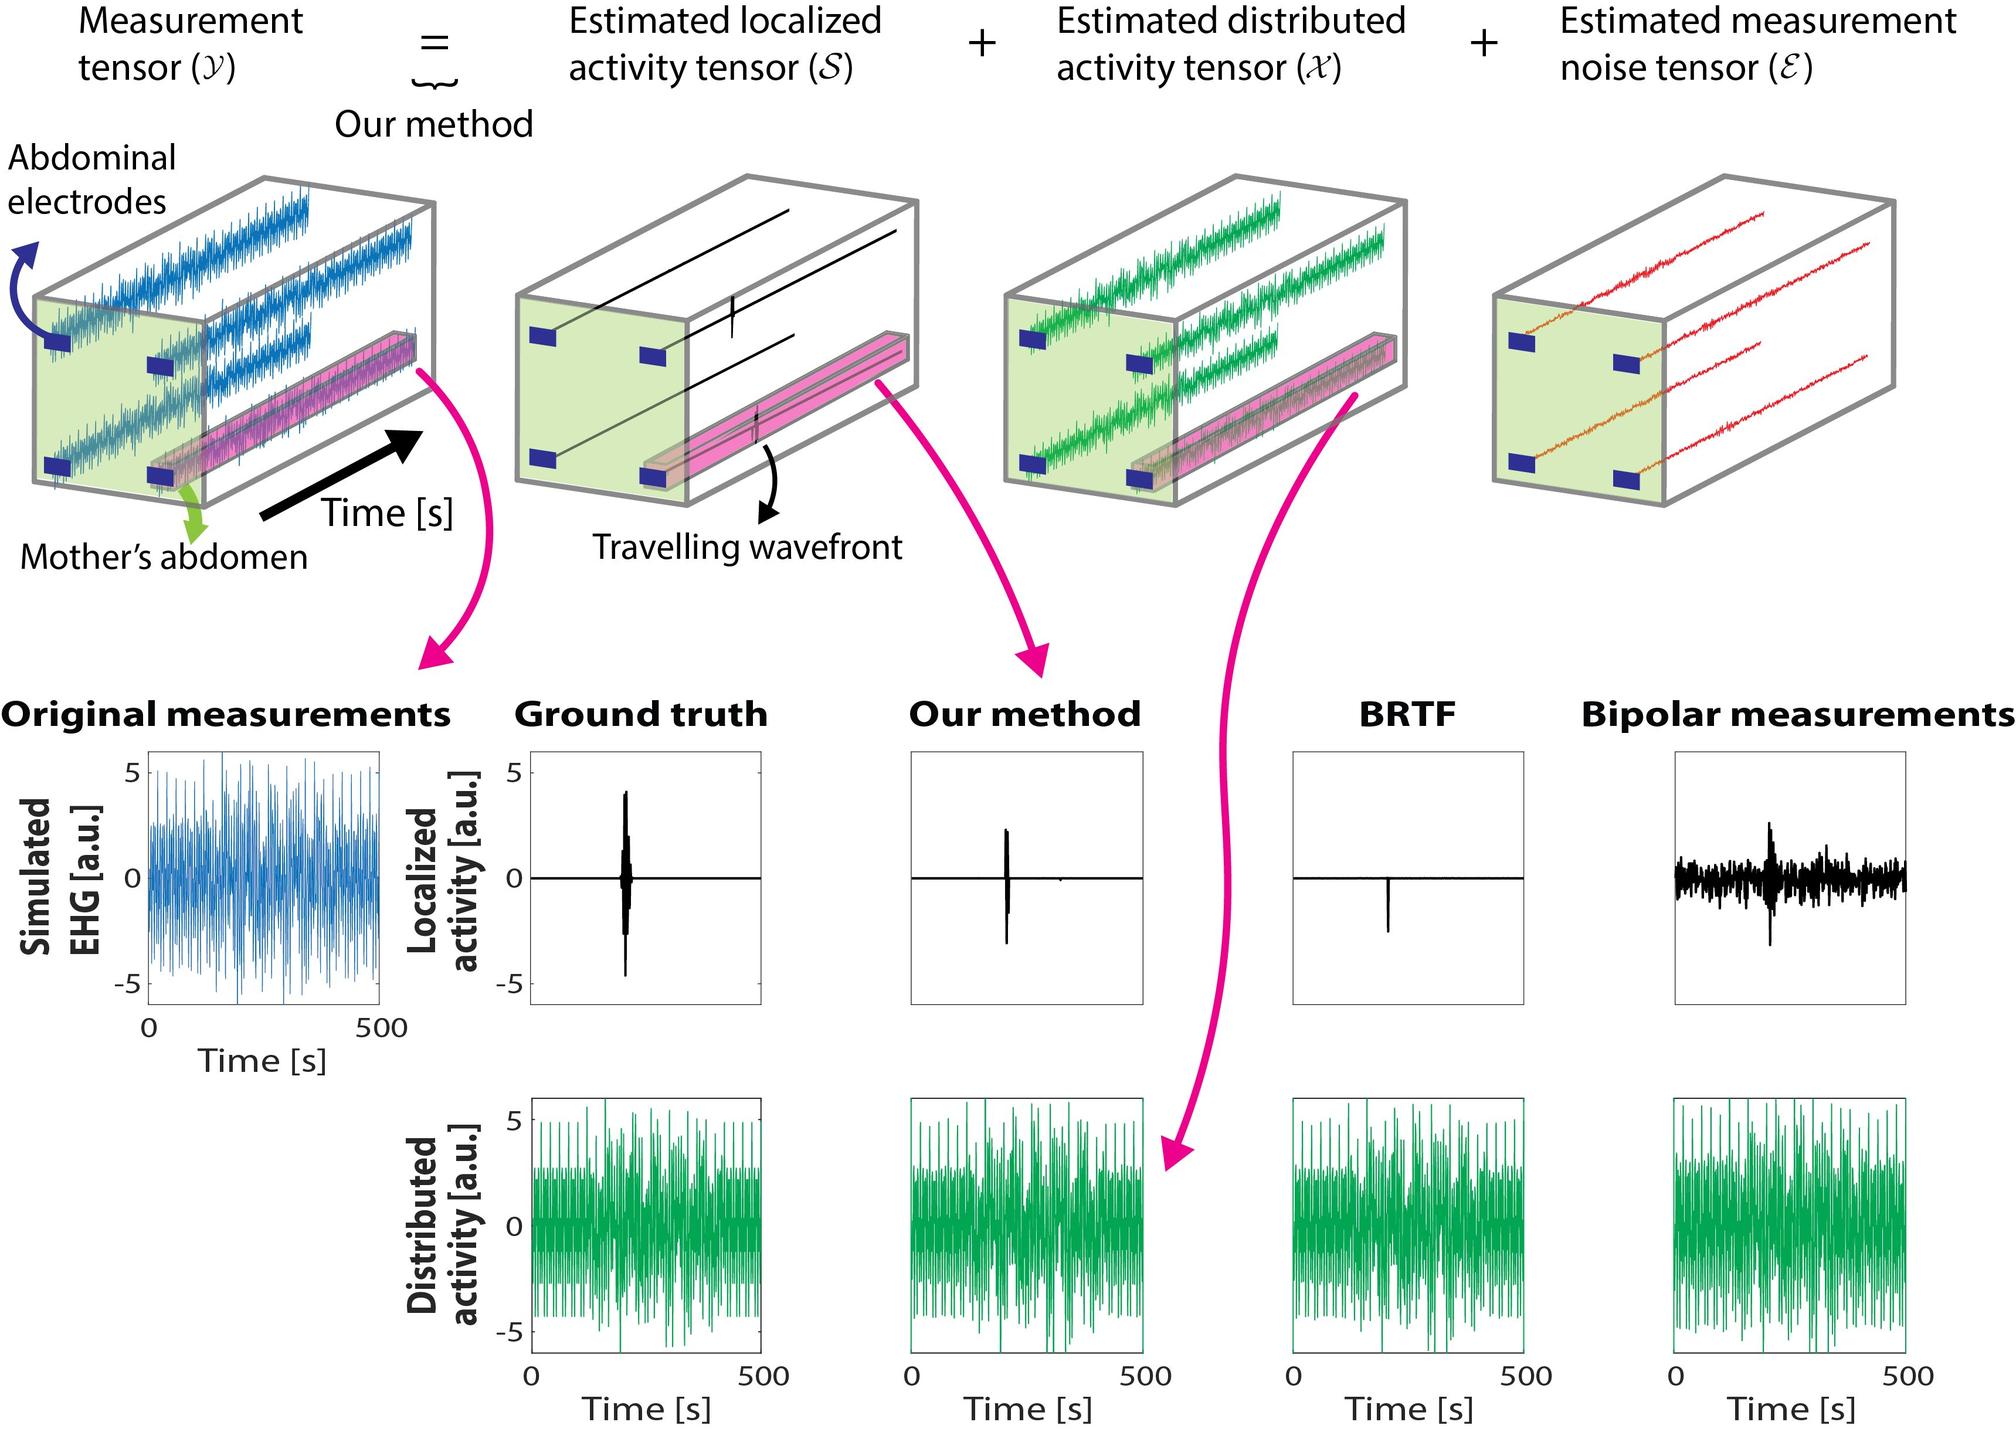 Measurement
tensor (𝒴)
=
Our method
Estimated localized
activity tensor (𝒮)
+
Estimated distributed
activity tensor (𝒳)
+
Estimated measurement
noise tensor (ℰ)
Abdominal
electrodes
Time [s]
Mother's abdomen
Travelling wavefront
Original measurements
Ground truth
Our method
BRTF
Bipolar measurements
Simulated
EHG [a.u.]
5
0
-5
0
500
Time [s]
Localized
activity [a.u.]
5
0
-5
Distributed
activity [a.u.]
5
0
-5
0
500
Time [s]
0
500
Time [s]
0
500
Time [s]
0
500
Time [s]